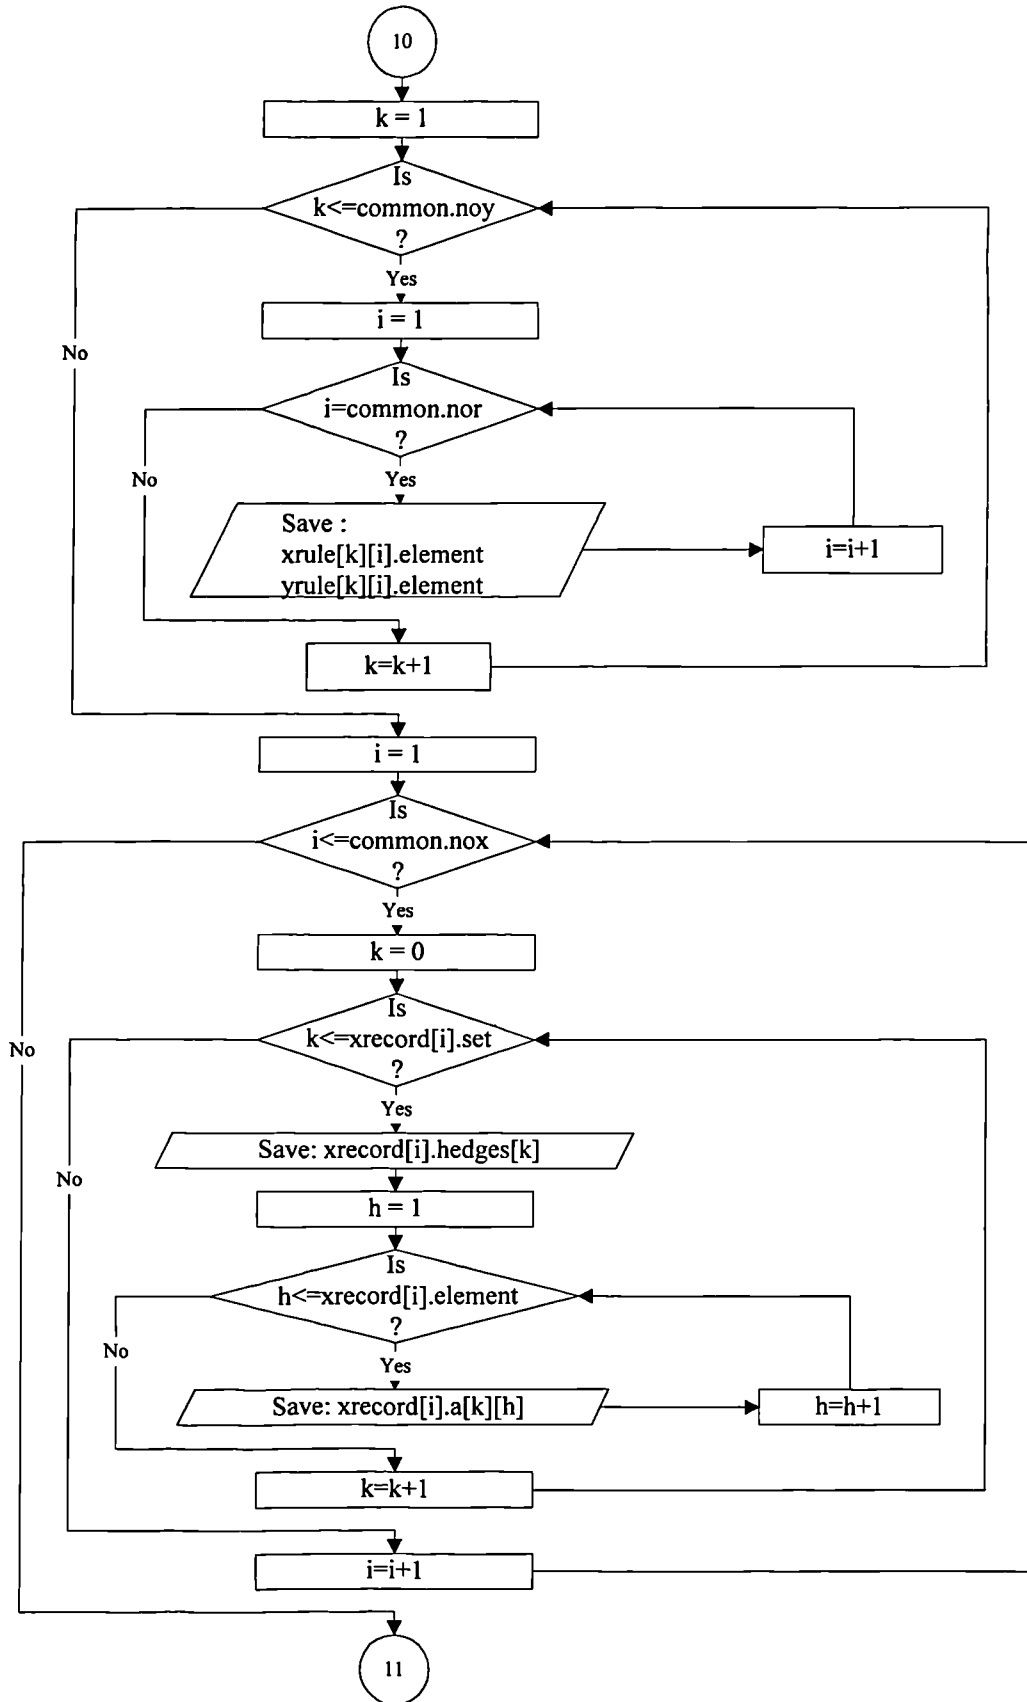 10
k = 1
Is
k<=common.noy
?
Yes
No
i = 1
Is
i=common.nor
?
Yes
No
Save :
xrule[k][i].element
yrule[k][i].element
i=i+1
k=k+1
i = 1
Is
i<=common.nox
?
Yes
No
k = 0
Is
k<=xrecord[i].set
?
Yes
No
Save: xrecord[i].hedges[k]
h = 1
Is
h<=xrecord[i].element
?
Yes
No
Save: xrecord[i].a[k][h]
h=h+1
k=k+1
i=i+1
11